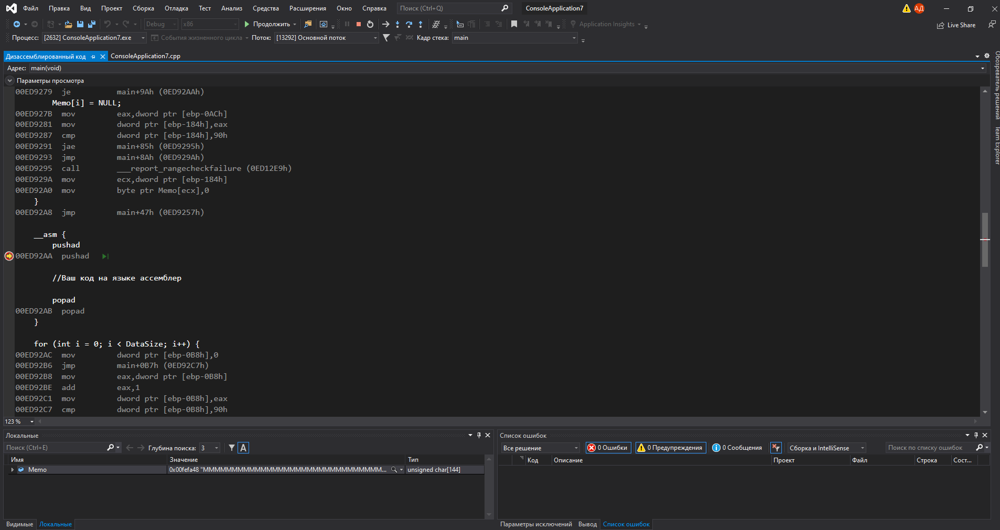 Файл Правка Вид Проект Сборка Отладка Тест Анализ Средства Расширения Окно Справка Поиск (Ctrl+Q) ConsoleApplication7 АД
Debug x86 Продолжить Application Insights Live Share
Процесс: [2632] ConsoleApplication7.exe События жизненного цикла Поток: [13292] Основной поток Кадр стека: main
Дизассемблированный код ConsoleApplication7.cpp
Адрес: main(void)
Параметры просмотра
00ED9279 je main+9Ah (0ED92AAh)
Memo[i] = NULL;
00ED927B mov eax,dword ptr [ebp-0ACh]
00ED9281 mov dword ptr [ebp-184h],eax
00ED9287 cmp dword ptr [ebp-184h],90h
00ED9291 jae main+85h (0ED9295h)
00ED9293 jmp main+8Ah (0ED929Ah)
00ED9295 call ___report_rangecheckfailure (0ED12E9h)
00ED929A mov ecx,dword ptr [ebp-184h]
00ED92A0 mov byte ptr Memo[ecx],0
}
00ED92A8 jmp main+47h (0ED9257h)
__asm {
pushad
00ED92AA pushad
//Ваш код на языке ассемблер
popad
00ED92AB popad
}
for (int i = 0; i < DataSize; i++) {
00ED92AC mov dword ptr [ebp-0B8h],0
00ED92B6 jmp main+0B7h (0ED92C7h)
00ED92B8 mov eax,dword ptr [ebp-0B8h]
00ED92BE add eax,1
00ED92C1 mov dword ptr [ebp-0B8h],eax
00ED92C7 cmp dword ptr [ebp-0B8h],90h
123 %
Обозреватель решений
Team Explorer
Локальные
Поиск (Ctrl+E) Глубина поиска: 3 A
Имя Значение Тип
Memo 0x00fefa48 "ММММММММММММММММММММММММММММММ... unsigned char[144]
Видимые Локальные
Список ошибок
Все решение 0 Ошибки 0 Предупреждения 0 Сообщения Сборка и IntelliSense Поиск по списку ошибок
Код Описание Проект Файл Строка Сост...
Параметры исключений Вывод Список ошибок